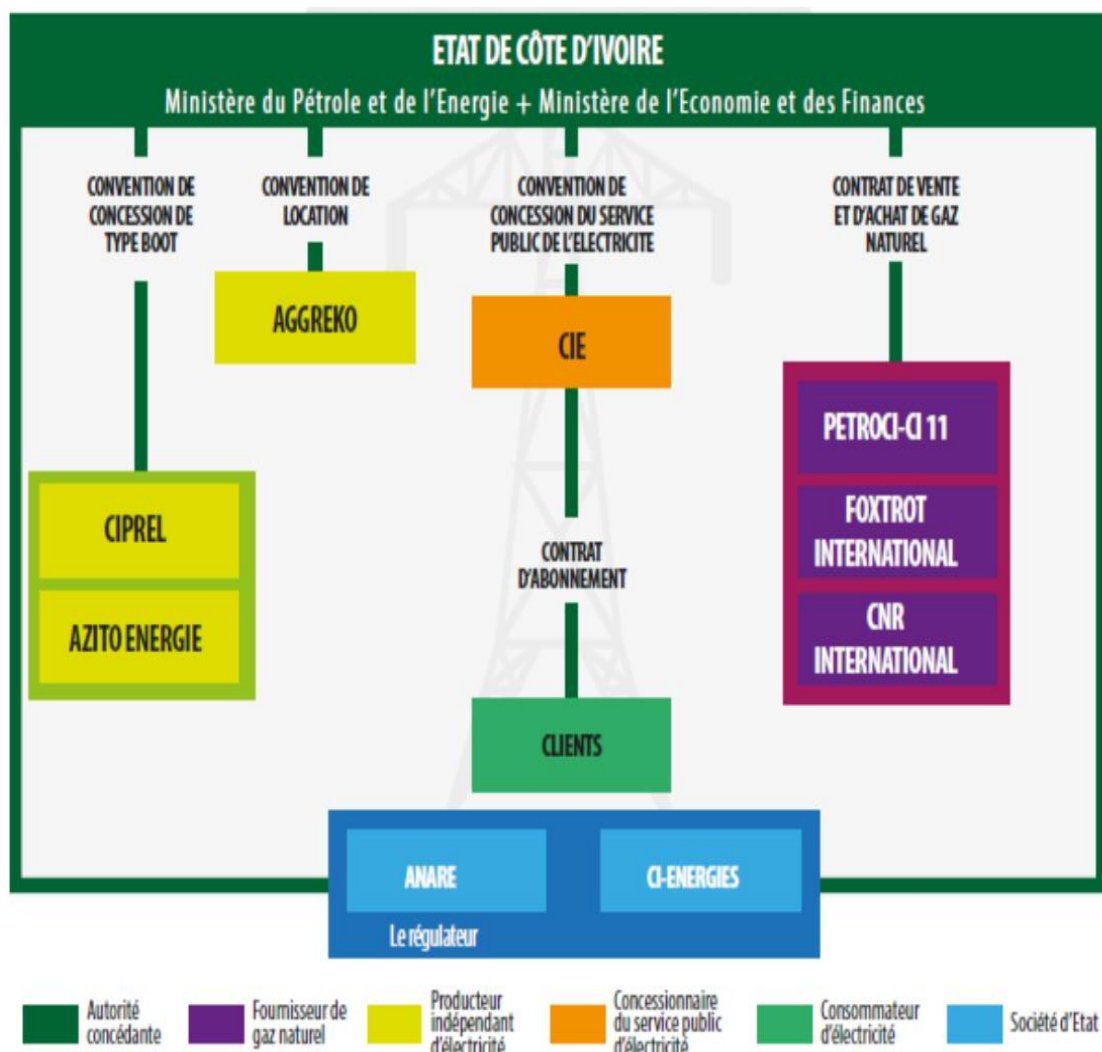 ETAT DE CÔTE D'IVOIRE
Ministère du Pétrole et de l'Energie + Ministère de l'Economie et des Finances
CONVENTION DE
CONCESSION DE
TYPE BOOT
CONVENTION DE
LOCATION
CONVENTION DE
CONCESSION DU SERVICE
PUBLIC DE L'ELECTRICITE
CONTRAT DE VENTE
ET D'ACHAT DE GAZ
NATUREL
AGGREKO
CIE
PETROCI-CI 11
FOXTROT
INTERNATIONAL
CNR
INTERNATIONAL
CIPREL
AZITO ENERGIE
CONTRAT
D'ABONNEMENT
CLIENTS
ANARE
CI-ENERGIES
Le régulateur
Autorité
concédante
Fournisseur de
gaz naturel
Producteur
indépendant
d'électricité
Concessionnaire
du service public
d'électricité
Consommateur
d'électricité
Société d'Etat